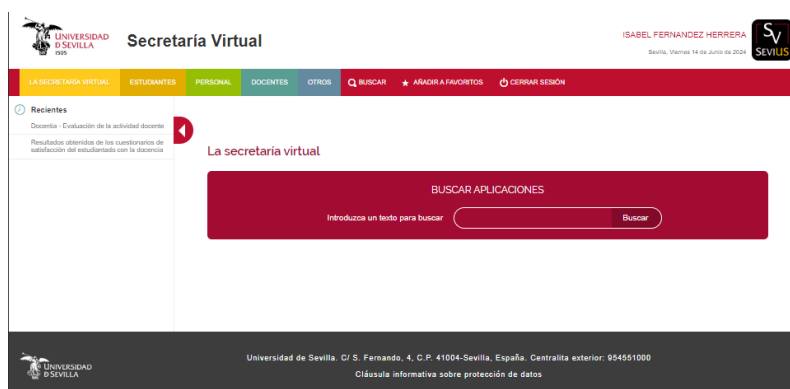 UNIVERSIDAD
D SEVILLA
1505
Secretaría Virtual
ISABEL FERNANDEZ HERRERA
Sevilla, Viernes 14 de Junio de 2024
SV
SEVIUS
LA SECRETARÍA VIRTUAL
ESTUDIANTES
PERSONAL
DOCENTES
OTROS
BUSCAR
AÑADIR A FAVORITOS
CERRAR SESIÓN
Recientes
Docentia - Evaluación de la actividad docente
Resultados obtenidos de los cuestionarios de
satisfacción del estudiantado con la docencia
La secretaría virtual
BUSCAR APLICACIONES
Introduzca un texto para buscar
Buscar
UNIVERSIDAD
D SEVILLA
Universidad de Sevilla. C/ S. Fernando, 4, C.P. 41004-Sevilla, España. Centralita exterior: 954551000
Cláusula informativa sobre protección de datos